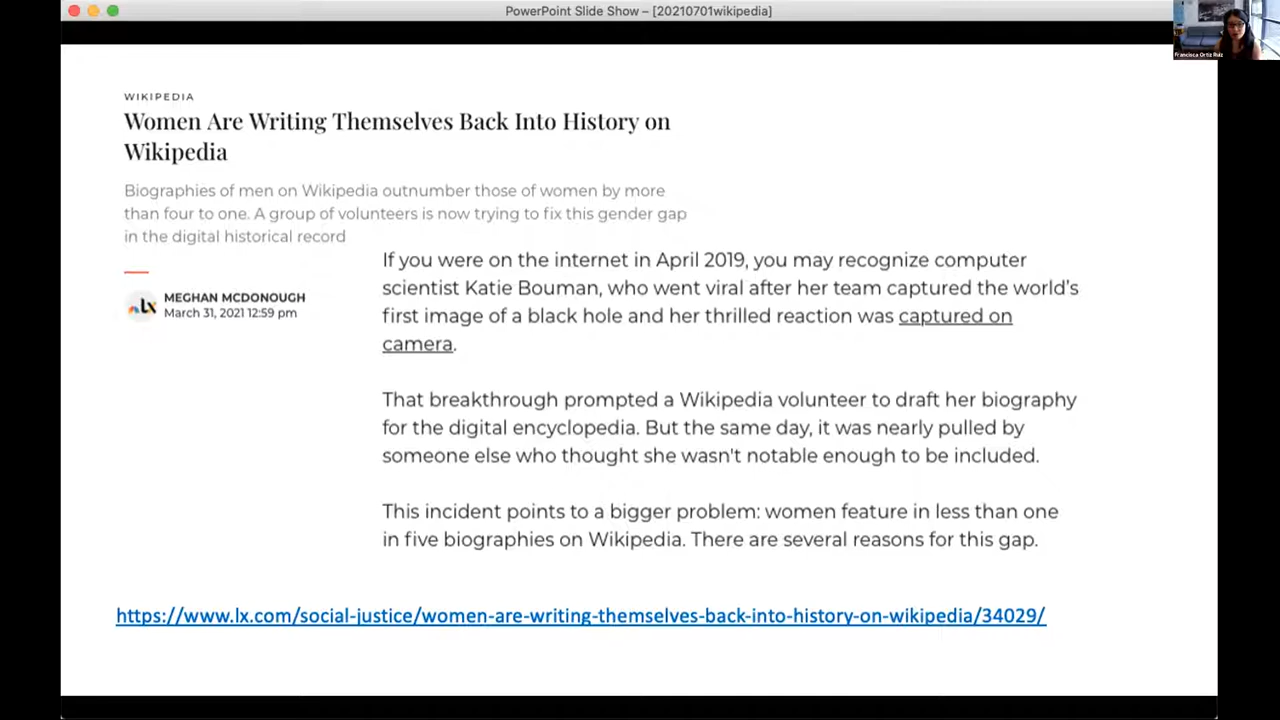 PowerPoint Slide Show – [20210701wikipedia]
Francisca Ortiz Ruiz
WIKIPEDIA
Women Are Writing Themselves Back Into History on
Wikipedia
Biographies of men on Wikipedia outnumber those of women by more
than four to one. A group of volunteers is now trying to fix this gender gap
in the digital historical record
lx
MEGHAN MCDONOUGH
March 31, 2021 12:59 pm
If you were on the internet in April 2019, you may recognize computer
scientist Katie Bouman, who went viral after her team captured the world's
first image of a black hole and her thrilled reaction was captured on
camera.
That breakthrough prompted a Wikipedia volunteer to draft her biography
for the digital encyclopedia. But the same day, it was nearly pulled by
someone else who thought she wasn't notable enough to be included.
This incident points to a bigger problem: women feature in less than one
in five biographies on Wikipedia. There are several reasons for this gap.
https://www.lx.com/social-justice/women-are-writing-themselves-back-into-history-on-wikipedia/34029/